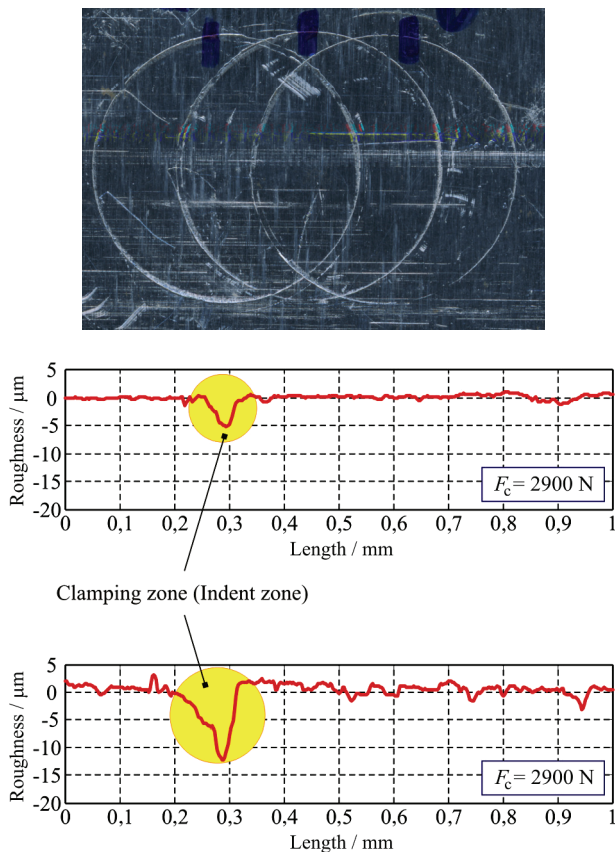 5
0
-5
-10
-15
-20
Roughness / μm
F_c = 2900 N
0 0,1 0,2 0,3 0,4 0,5 0,6 0,7 0,8 0,9 1
Length / mm
Clamping zone (Indent zone)
5
0
-5
-10
-15
-20
Roughness / μm
F_c = 2900 N
0 0,1 0,2 0,3 0,4 0,5 0,6 0,7 0,8 0,9 1
Length / mm